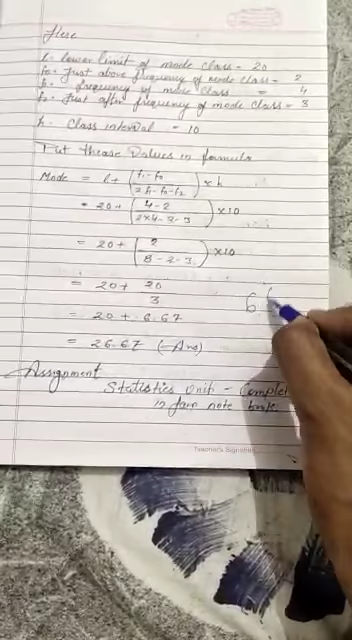 Here
l = lower limit of mode class = 20
f₀ = Just above frequency of mode class = 2
f₁ = frequency of mode class = 4
f₂ = Just after frequency of mode class = 3
h = Class interval = 10
Put these values in formula
Mode = l + (f₁-f₀/2f₁-f₀-f₂) × h
= 20 + (4-2/2×4-2-3) ×10
= 20 + (2/8-2-3) ×10
= 20 + 20/3
= 20 + 6.67
= 26.67 (-Ans)
6
Assignment
Statistics Unit - Complet
in fair note book.
Teacher's Signature